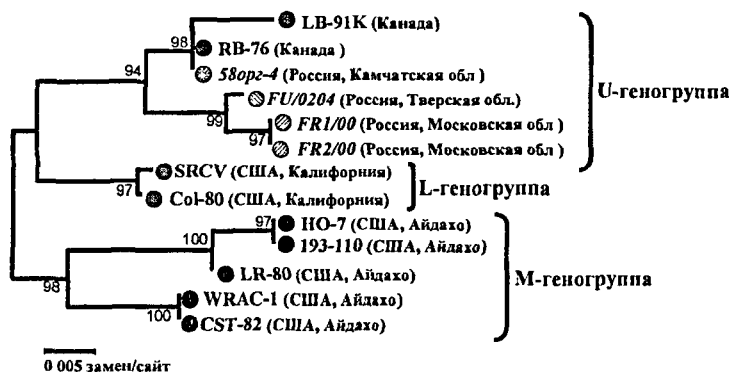 98
LB-91K (Канада)
RB-76 (Канада )
94
58орг-4 (Россия, Камчатская обл )
FU/0204 (Россия, Тверская обл.)
99
FR1/00 (Россия, Московская обл )
97
FR2/00 (Россия, Московская обл )
U-геногруппа
SRCV (США, Калифорния)
97
Col-80 (США, Калифорния)
L-геногруппа
97
HO-7 (США, Айдахо)
193-110 (США, Айдахо)
100
LR-80 (США, Айдахо)
98
WRAC-1 (США, Айдахо)
100
CST-82 (США, Айдахо)
M-геногруппа
0 005 замен/сайт